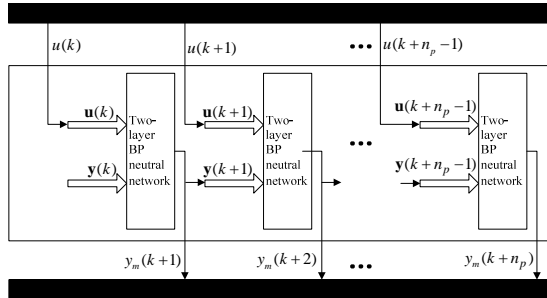 u(k) u(k+1) ••• u(k+n_p−1)
𝐮(k) 𝐮(k+1) 𝐮(k+n_p−1)
Two-
layer
BP
neutral
network
Two-
layer
BP
neutral
network
•••
Two-
layer
BP
neutral
network
𝐲(k) 𝐲(k+1) 𝐲(k+n_p−1)
y_m(k+1) y_m(k+2) ••• y_m(k+n_p)